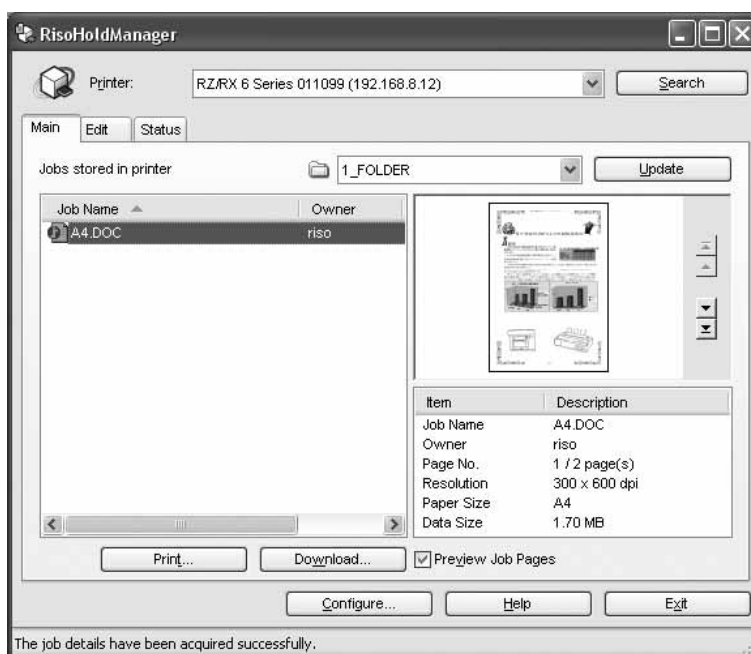 RisoHoldManager
Printer: RZ/RX 6 Series 011099 (192.168.8.12) Search
Main Edit Status
Jobs stored in printer 1_FOLDER Update
Job Name Owner
A4.DOC riso
Item Description
Job Name A4.DOC
Owner riso
Page No. 1 / 2 page(s)
Resolution 300 x 600 dpi
Paper Size A4
Data Size 1.70 MB
Print... Download... Preview Job Pages
Configure... Help Exit
The job details have been acquired successfully.